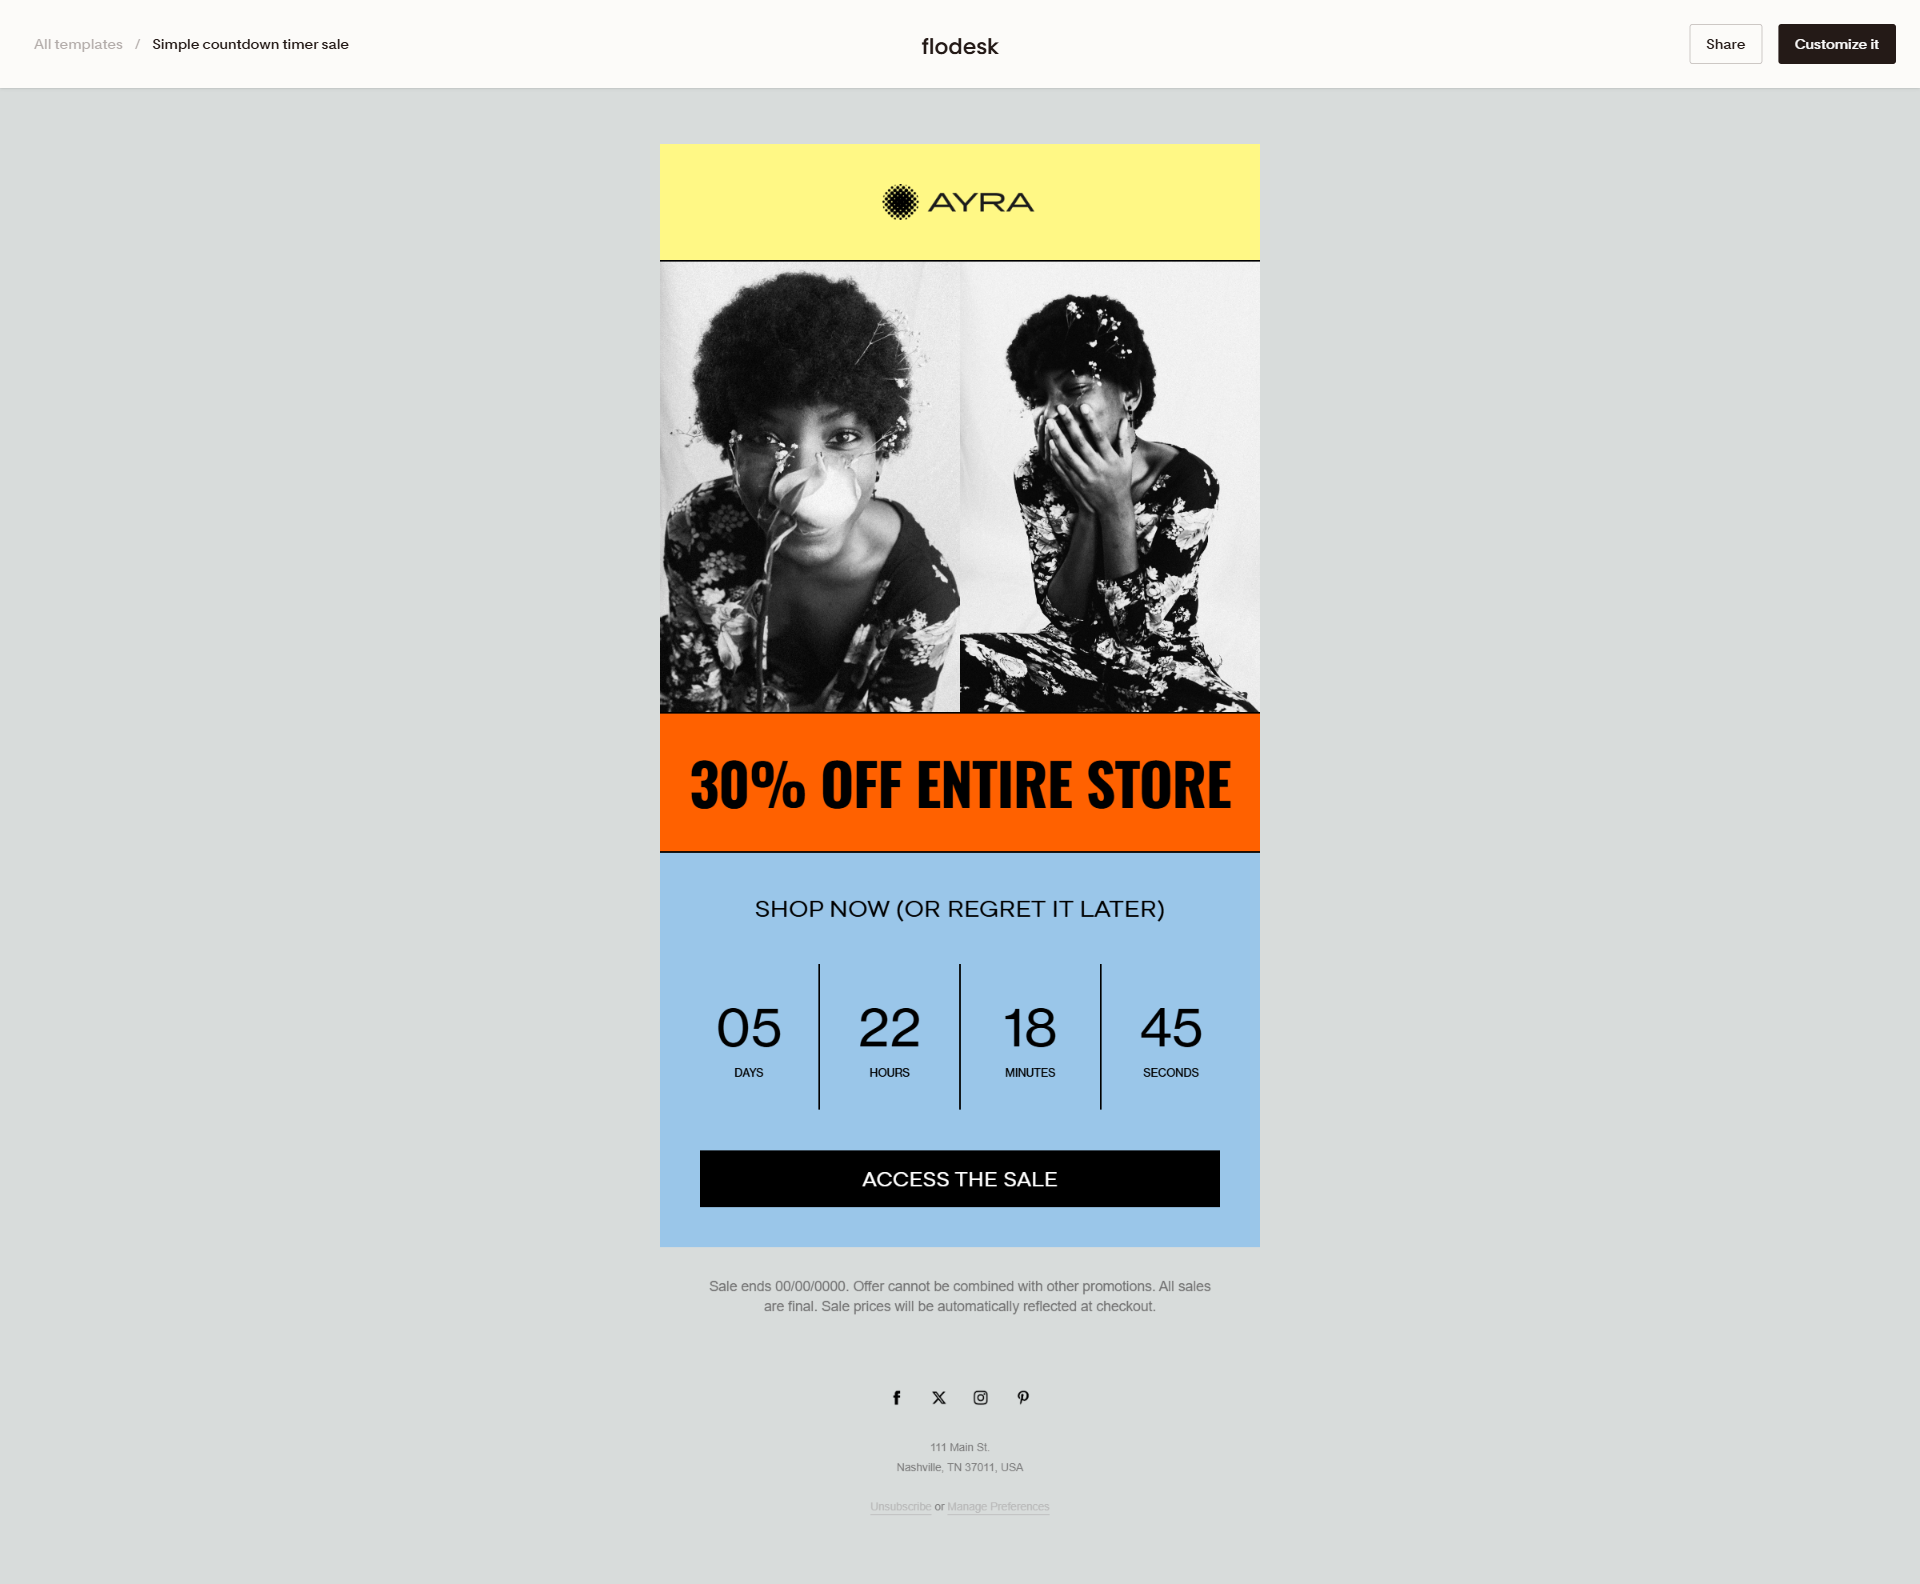 All templates / Simple countdown timer sale
flodesk
Share
Customize it
AYRA
30% OFF ENTIRE STORE
SHOP NOW (OR REGRET IT LATER)
05 22 18 45
DAYS HOURS MINUTES SECONDS
ACCESS THE SALE
Sale ends 00/00/0000. Offer cannot be combined with other promotions. All sales
are final. Sale prices will be automatically reflected at checkout.
111 Main St.
Nashville, TN 37011, USA
Unsubscribe or Manage Preferences